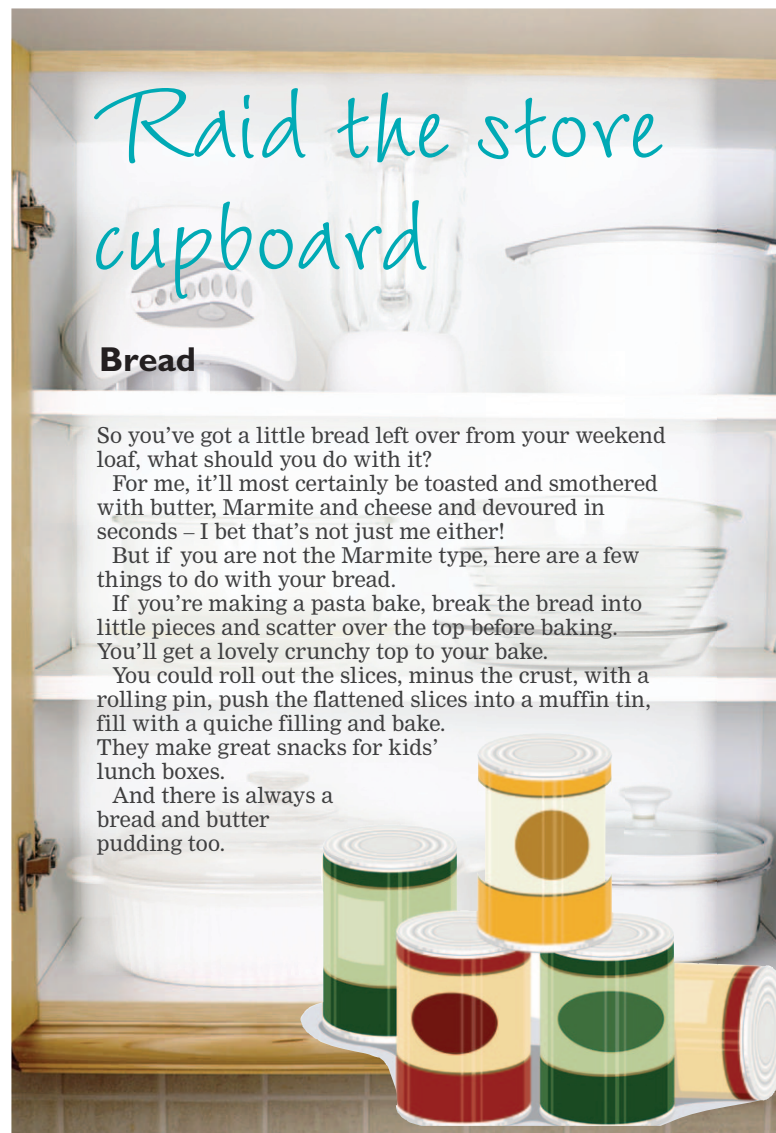 Raid the store
cupboard
Bread
So you’ve got a little bread left over from your weekend
loaf, what should you do with it?
For me, it’ll most certainly be toasted and smothered
with butter, Marmite and cheese and devoured in
seconds – I bet that’s not just me either!
But if you are not the Marmite type, here are a few
things to do with your bread.
If you’re making a pasta bake, break the bread into
little pieces and scatter over the top before baking.
You’ll get a lovely crunchy top to your bake.
You could roll out the slices, minus the crust, with a
rolling pin, push the flattened slices into a muffin tin,
fill with a quiche filling and bake.
They make great snacks for kids’
lunch boxes.
And there is always a
bread and butter
pudding too.